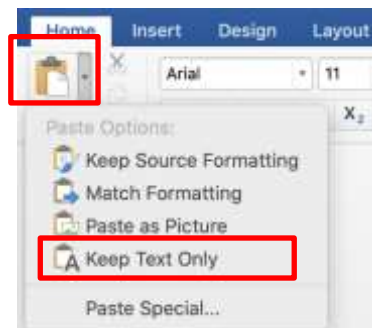 Home Insert Design Layout
Arial 11
X₂
Paste Options:
Keep Source Formatting
Match Formatting
Paste as Picture
Keep Text Only
Paste Special...